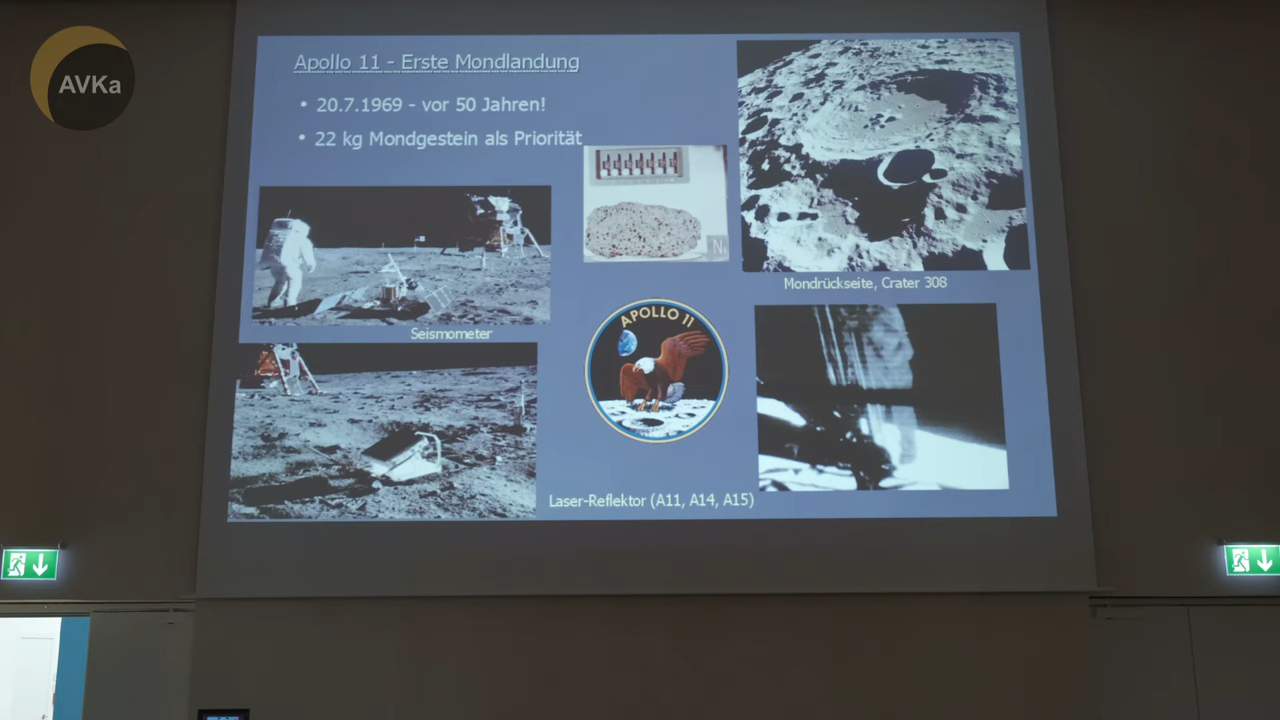 AVKa
Apollo 11 - Erste Mondlandung
• 20.7.1969 - vor 50 Jahren!
• 22 kg Mondgestein als Priorität
N
Mondrückseite, Crater 308
Seismometer
APOLLO 11
Laser-Reflektor (A11, A14, A15)